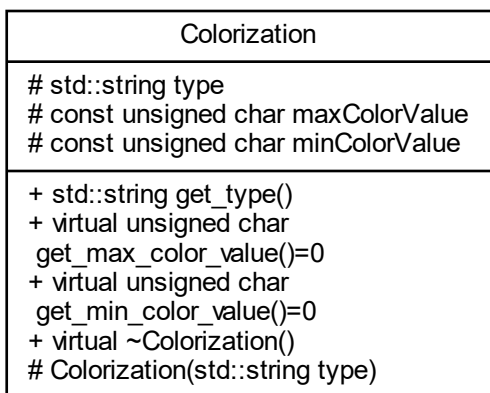 Colorization
# std::string type
# const unsigned char maxColorValue
# const unsigned char minColorValue
+ std::string get_type()
+ virtual unsigned char
get_max_color_value()=0
+ virtual unsigned char
get_min_color_value()=0
+ virtual ~Colorization()
# Colorization(std::string type)